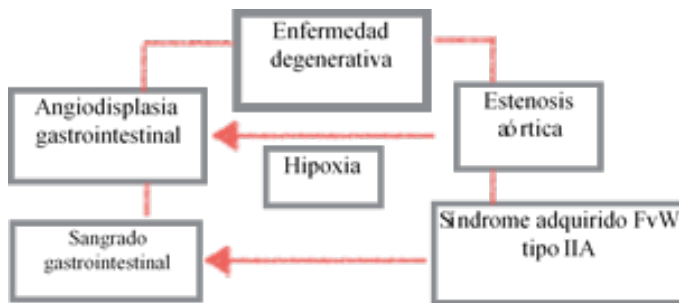 Enfermedad
degenerativa
Angiodisplasia
gastrointestinal
Estenosis
aórtica
Hipoxia
Sangrado
gastrointestinal
Síndrome adquirido FvW
tipo IIA